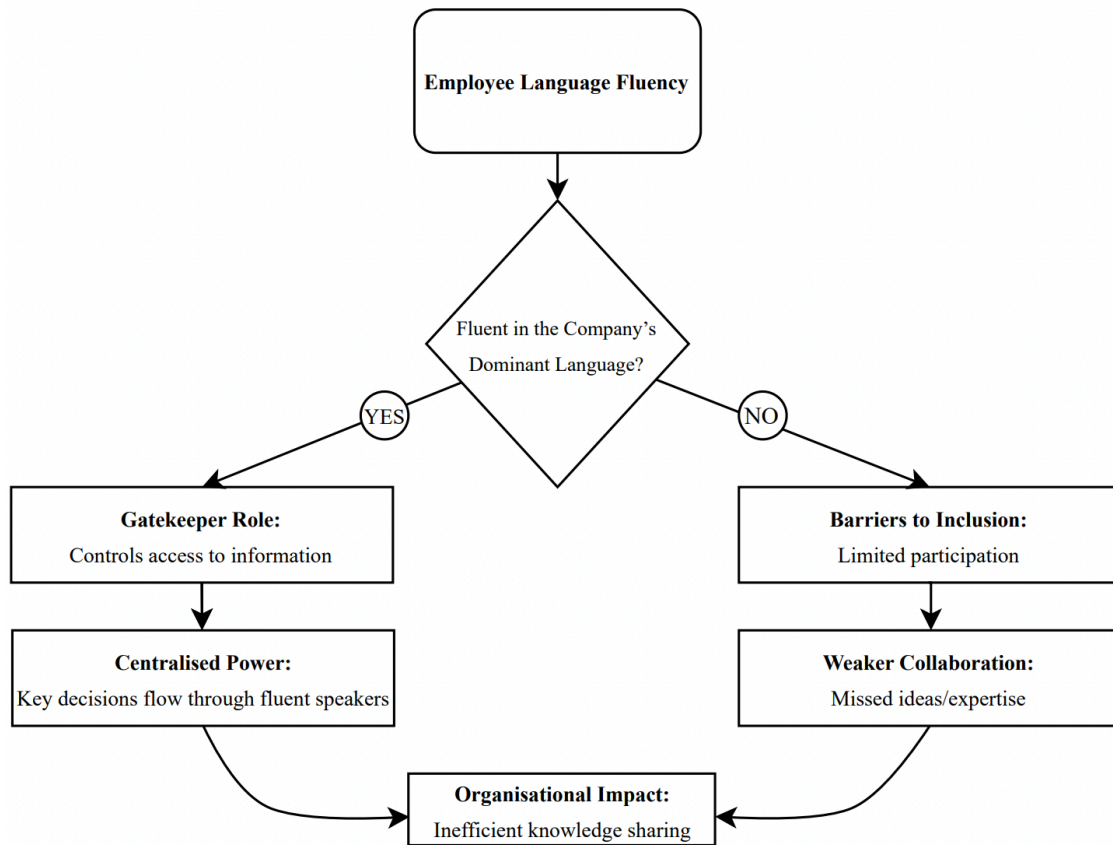 Employee Language Fluency
Fluent in the Company’s
Dominant Language?
YES
NO
Gatekeeper Role:
Controls access to information
Barriers to Inclusion:
Limited participation
Centralised Power:
Key decisions flow through fluent speakers
Weaker Collaboration:
Missed ideas/expertise
Organisational Impact:
Inefficient knowledge sharing